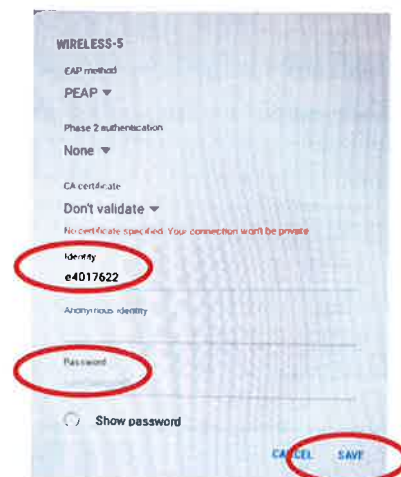 WIRELESS-5
EAP method
PEAP
Phase 2 authentication
None
CA certificate
Don't validate
No certificate specified. Your connection won't be private
Identity
e4017622
Anonymous identity
Password
Show password
CANCEL SAVE